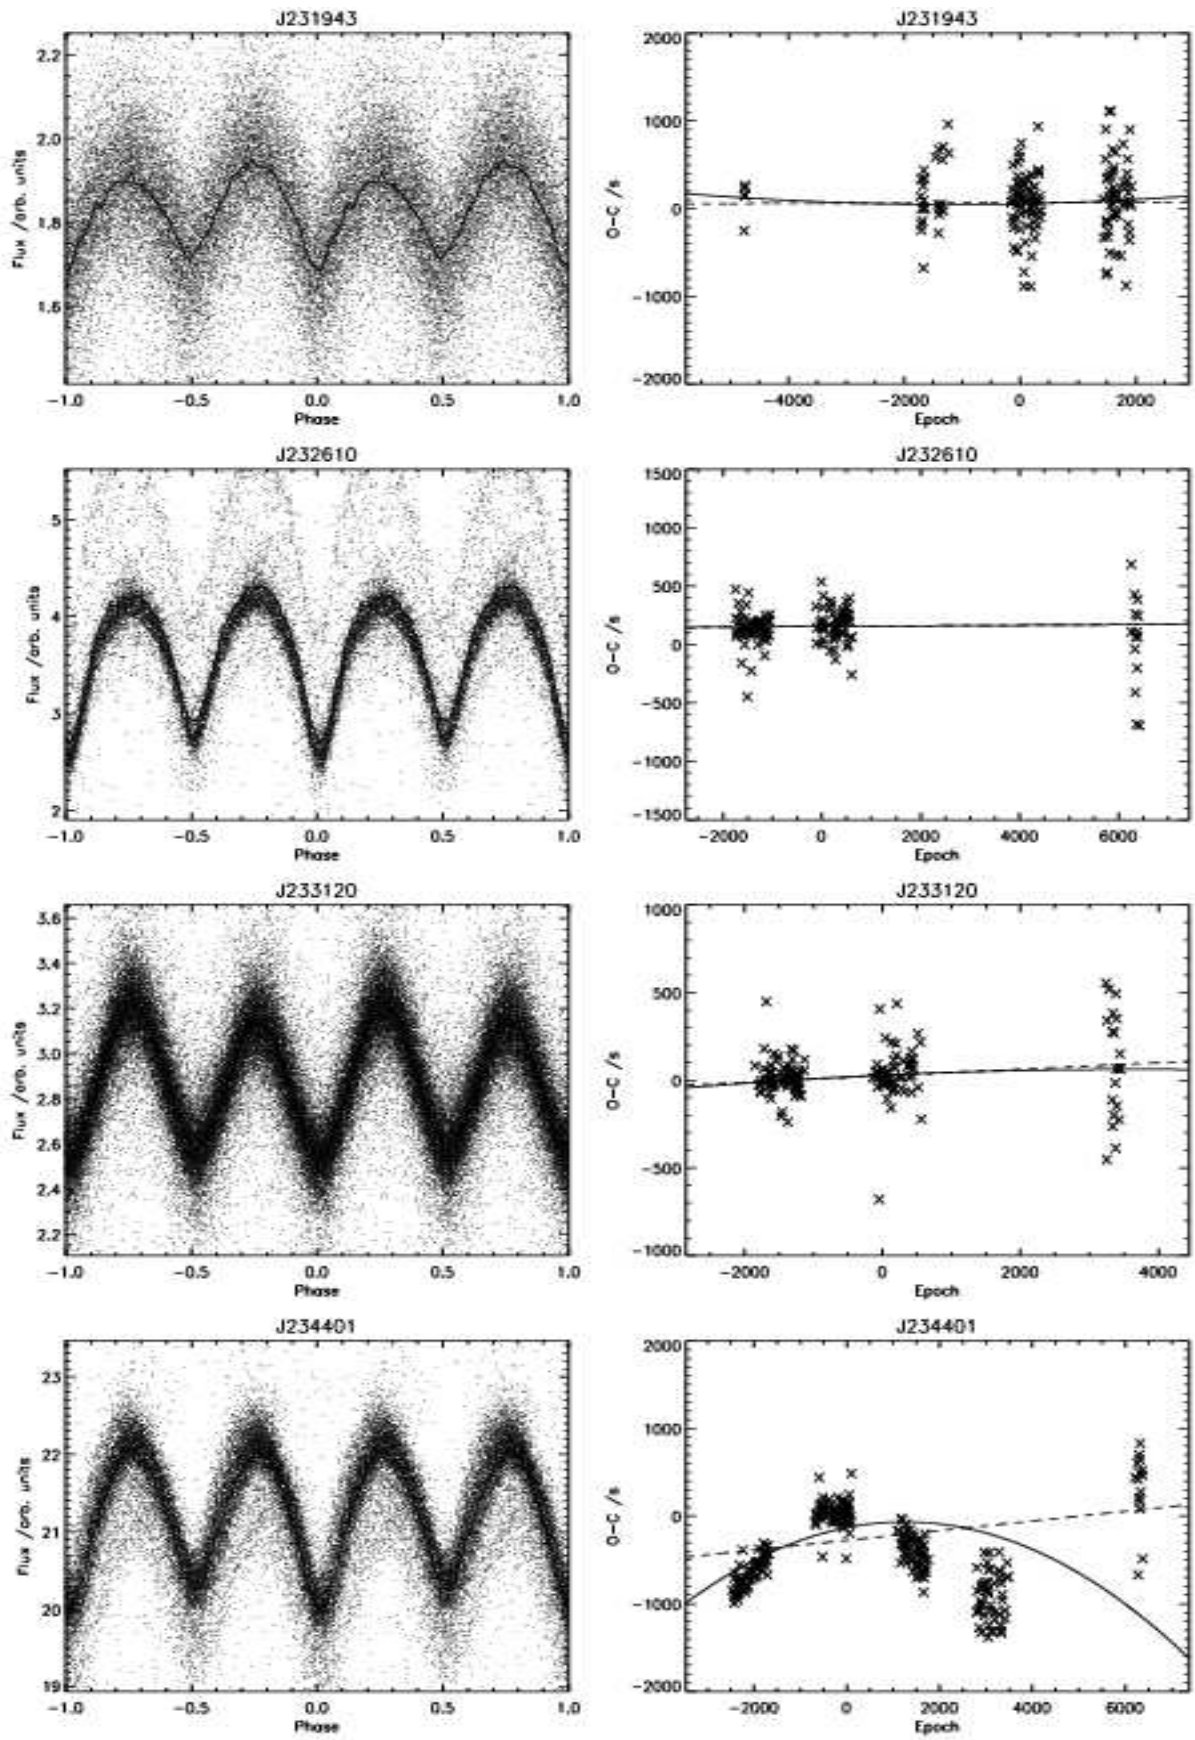 J231943
Flux /arb. units
2.2
2.0
1.8
1.6
-1.0 -0.5 0.0 0.5 1.0
Phase
J231943
O-C /s
2000
1000
0
-1000
-2000
-4000 -2000 0 2000
Epoch
J232610
Flux /arb. units
5
4
3
2
-1.0 -0.5 0.0 0.5 1.0
Phase
J232610
O-C /s
1500
1000
500
0
-500
-1000
-1500
-2000 0 2000 4000 6000
Epoch
J233120
Flux /arb. units
3.6
3.4
3.2
3.0
2.8
2.6
2.4
2.2
-1.0 -0.5 0.0 0.5 1.0
Phase
J233120
O-C /s
1000
500
0
-500
-1000
-2000 0 2000 4000
Epoch
J234401
Flux /arb. units
23
22
21
20
19
-1.0 -0.5 0.0 0.5 1.0
Phase
J234401
O-C /s
2000
1000
0
-1000
-2000
-2000 0 2000 4000 6000
Epoch